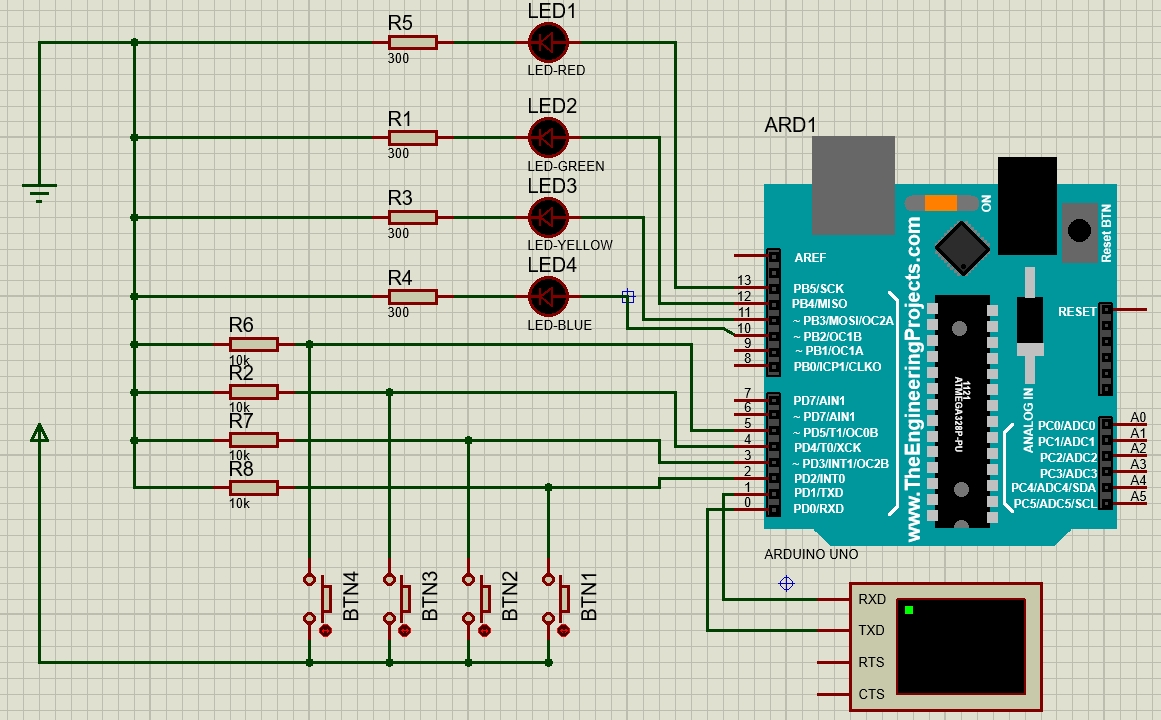 LED1
R5
300
LED-RED
LED2
R1
300
LED-GREEN
LED3
R3
300
LED-YELLOW
LED4
R4
300
LED-BLUE
R6
10k
R2
10k
R7
10k
R8
10k
BTN4
BTN3
BTN2
BTN1
ARD1
ON
Reset BTN
www.TheEngineeringProjects.com
AREF
13 PB5/SCK
12 PB4/MISO
11 ~ PB3/MOSI/OC2A
10 ~ PB2/OC1B
9 ~ PB1/OC1A
8 PB0/ICP1/CLKO
7 PD7/AIN1
6 ~ PD7/AIN1
5 ~ PD5/T1/OC0B
4 PD4/T0/XCK
3 ~ PD3/INT1/OC2B
2 PD2/INT0
1 PD1/TXD
0 PD0/RXD
1121
ATMEGA328P-PU
RESET
ANALOG IN
PC0/ADC0 A0
PC1/ADC1 A1
PC2/ADC2 A2
PC3/ADC3 A3
PC4/ADC4/SDA A4
PC5/ADC5/SCL A5
ARDUINO UNO
RXD
TXD
RTS
CTS